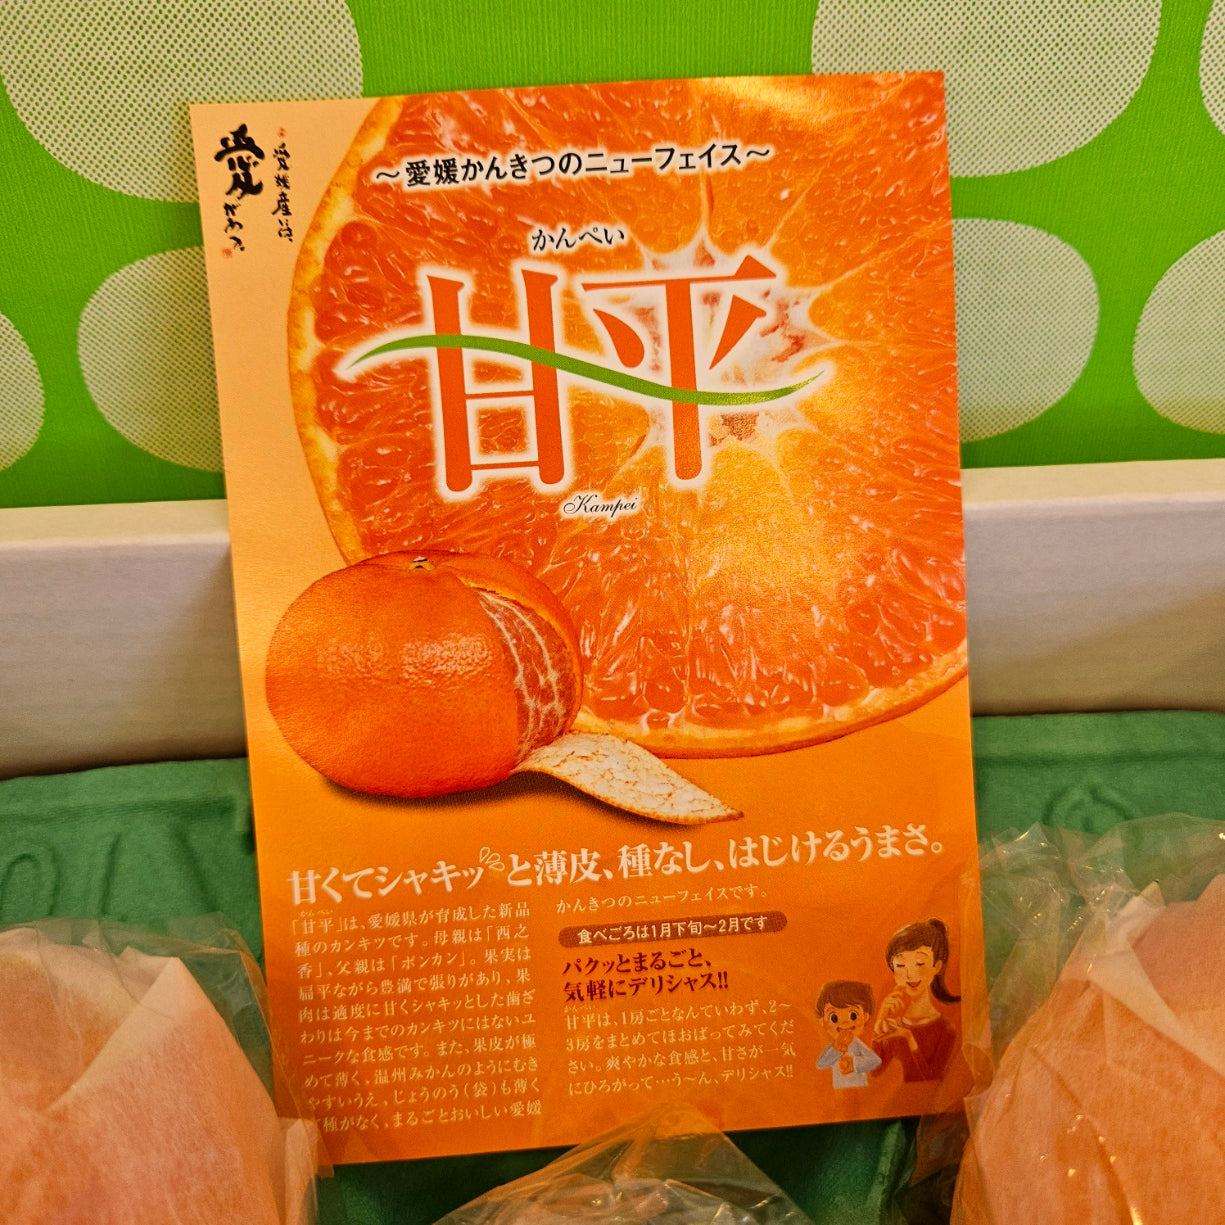 愛媛産には、
愛がある。
～愛媛かんきつのニューフェイス～
かんぺい
甘平
Kampei
甘くてシャキッと薄皮、種なし、はじけるうまさ。
かんぺい
「甘平」は、愛媛県が育成した新品
種のカンキツです。母親は「西之
香」、父親は「ポンカン」。果実は
扁平ながら豊満で張りがあり、果
肉は適度に甘くシャキッとした歯ざ
わりは今までのカンキツにはないユ
ニークな食感です。また、果皮が極
めて薄く、温州みかんのようにむき
やすいうえ、じょうのう(袋)も薄く
種がなく、まるごとおいしい愛媛
かんきつのニューフェイスです。
食べごろは1月下旬～2月です
パクッとまるごと、
気軽にデリシャス!!
かんぺい
甘平は、1房ごとなんていわず、2～
3房をまとめてほおばってみてくだ
さい。爽やかな食感と、甘さが一気
にひろがって…う～ん、デリシャス!!